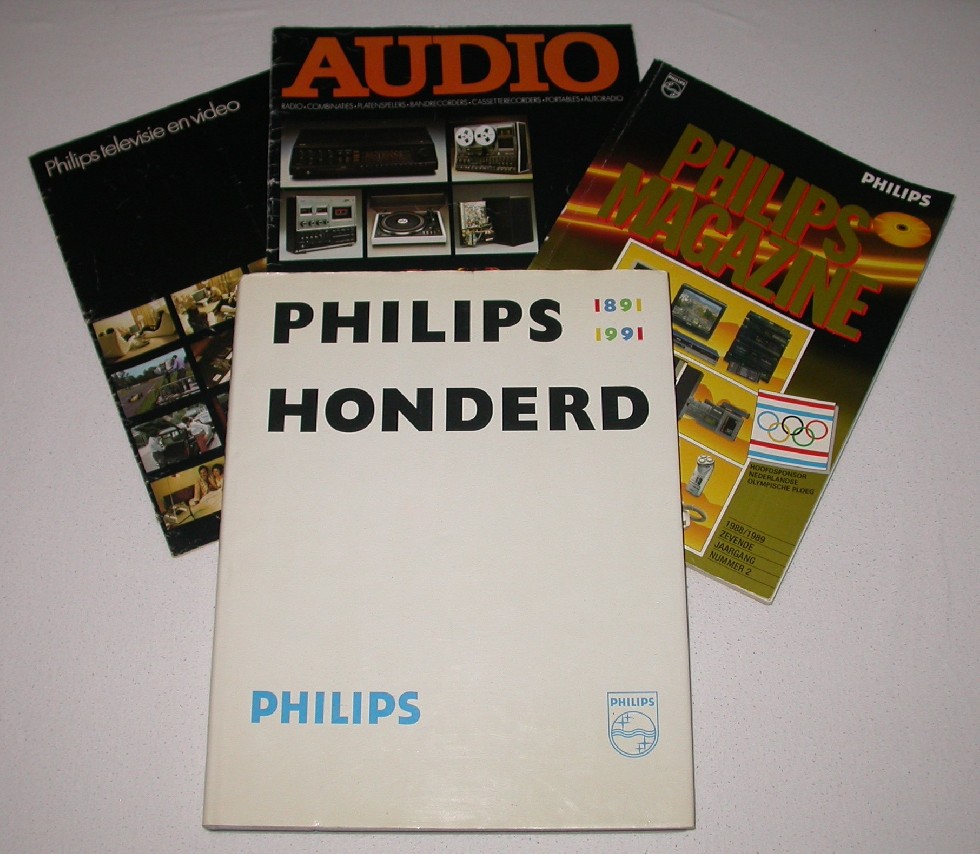 AUDIO
RADIO•COMBINATIES•PLATENSPELERS•BANDRECORDERS•CASSETTERECORDERS•PORTABLES•AUTORADIO
Philips televisie en video
PHILIPS
PHILIPS
MAGAZINE
HOOFDSPONSOR
NEDERLANDSE
OLYMPISCHE PLOEG
1988/1989
ZEVENDE
JAARGANG
NUMMER 2
PHILIPS 1891
1991
HONDERD
PHILIPS
PHILIPS